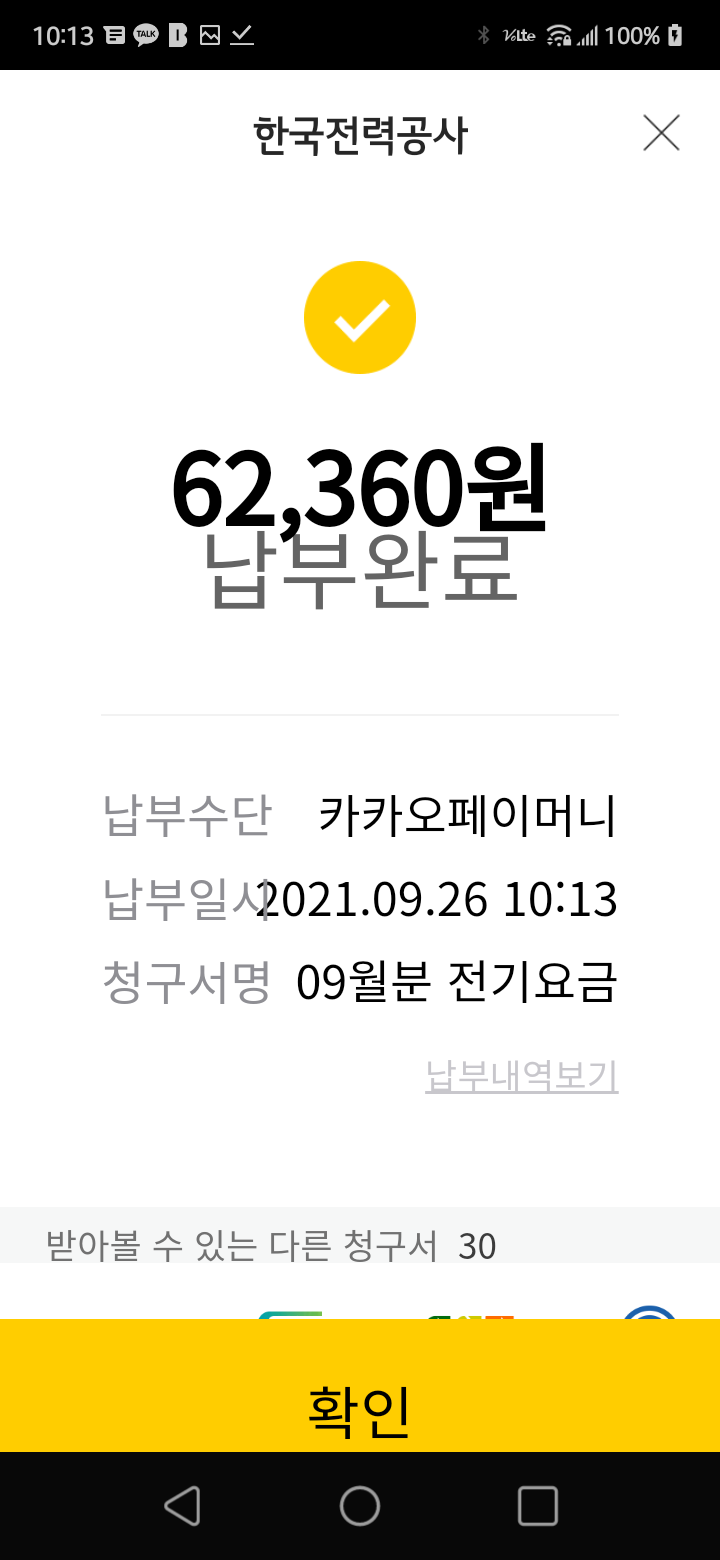 10:13 TALK VoLte 100%
한국전력공사
62,360원
납부완료
납부수단 카카오페이머니
납부일시 2021.09.26 10:13
청구서명 09월분 전기요금
납부내역보기
받아볼 수 있는 다른 청구서 30
확인